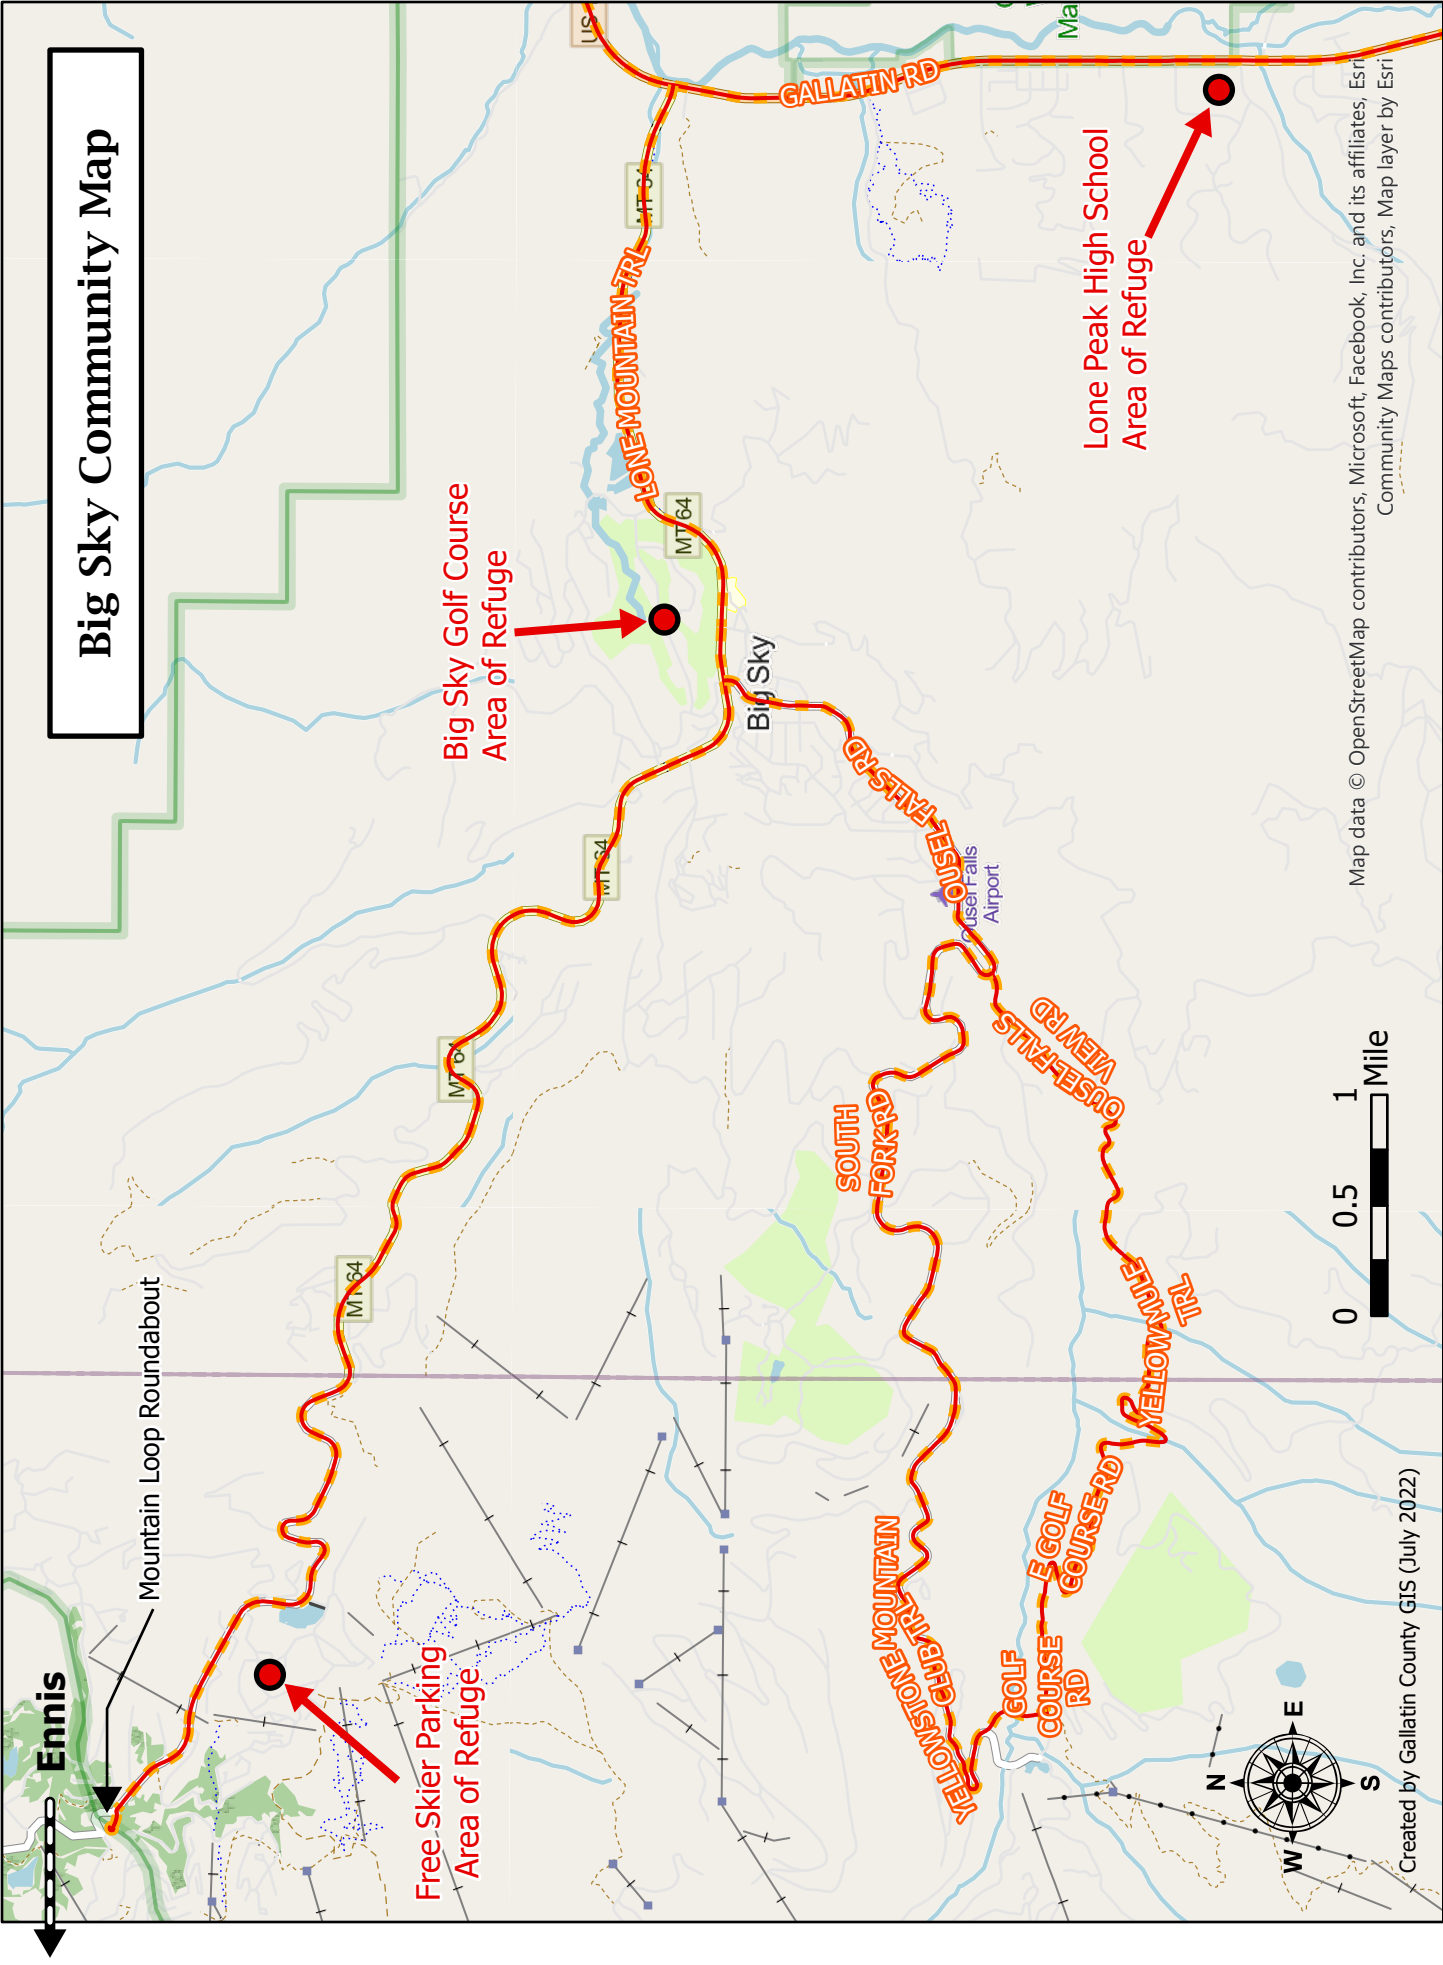 Big Sky Community Map
US
GALLATIN RD
MT 64
LONE MOUNTAIN TRL
Ma
Lone Peak High School
Area of Refuge
Big Sky Golf Course
Area of Refuge
MT 64
Big Sky
MT 64
OUSEL FALLS RD
Ousel Falls
Airport
MT 64
OUSEL FALLS
VIEW RD
SOUTH
FORK RD
MT 64
Mountain Loop Roundabout
YELLOW MULE
TRL
E GOLF
COURSE RD
YELLOWSTONE MOUNTAIN
CLUB TRL
GOLF
COURSE
RD
Ennis
Free Skier Parking
Area of Refuge
0 0.5 1
Mile
N
E
S
W
Map data © OpenStreetMap contributors, Microsoft, Facebook, Inc. and its affiliates, Esri
Community Maps contributors, Map layer by Esri
Created by Gallatin County GIS (July 2022)